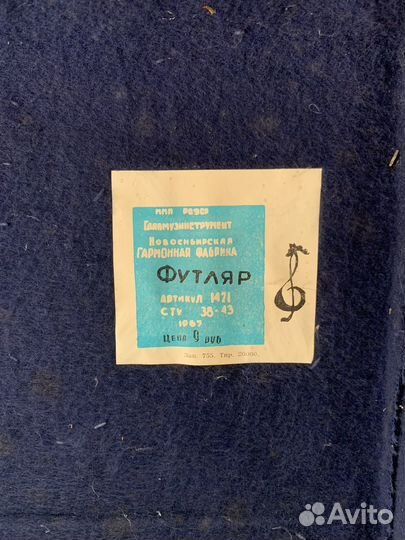 ММП РСФСР
Главмузинструмент
Новосибирская
Гармонная фабрика
Футляр
артикул 1471
СТУ 38-43
1967
Цена 9 руб
Зак. 755. Тир. 20000.
Avito